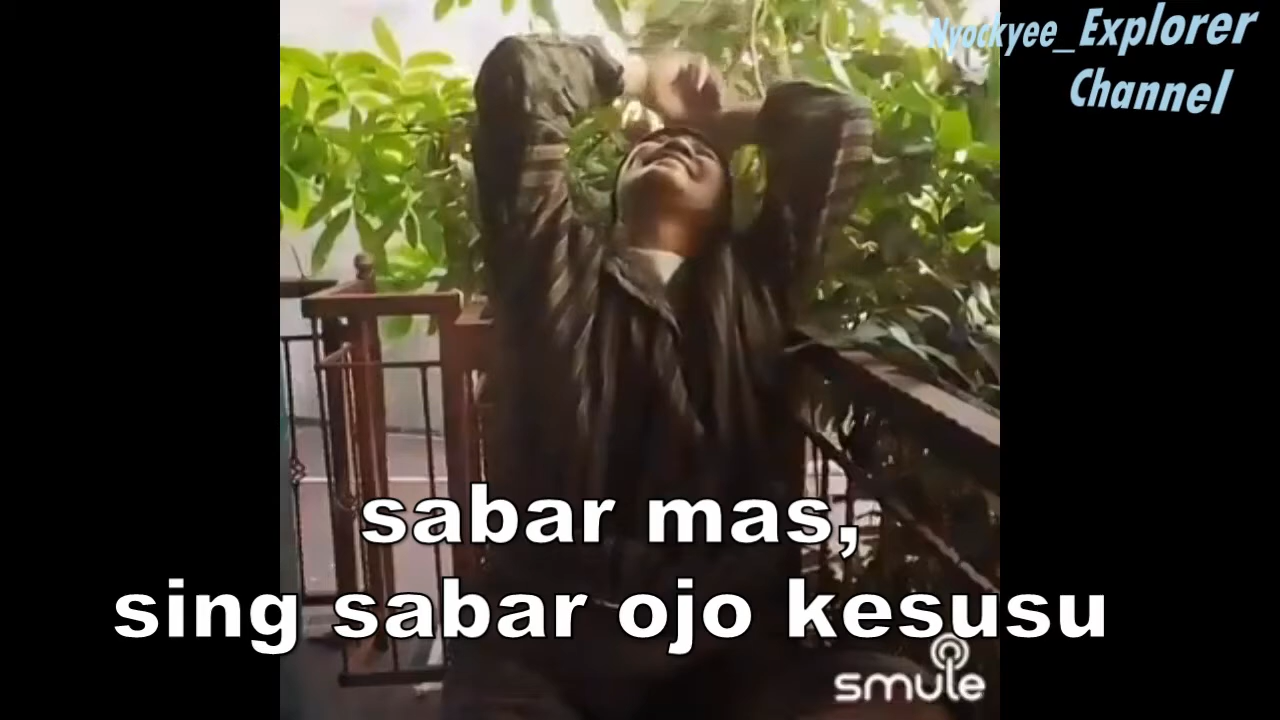 Nyockyee_Explorer
Channel
sabar mas,
sing sabar ojo kesusu
smule